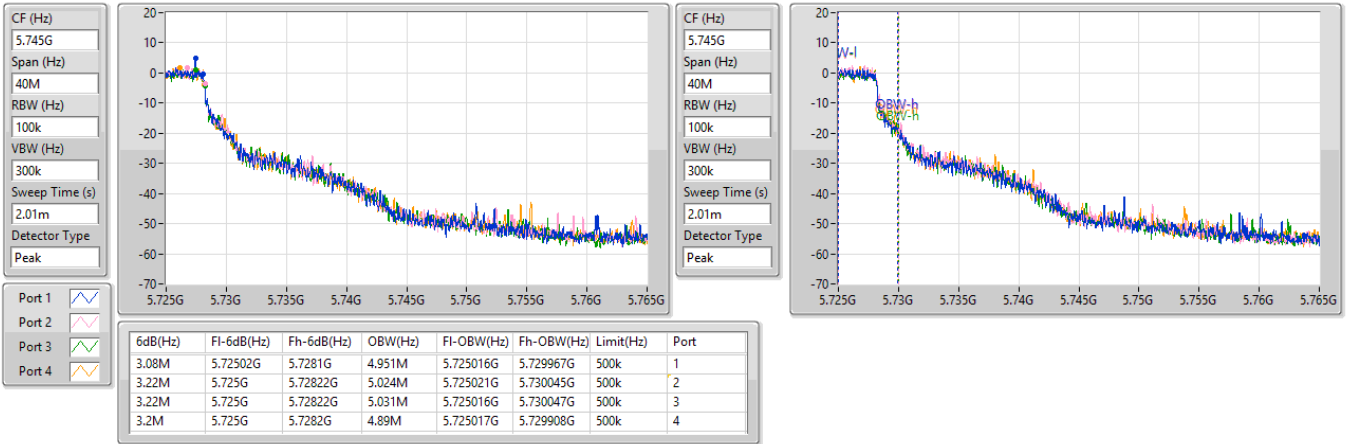 CF (Hz)
5.745G
Span (Hz)
40M
RBW (Hz)
100k
VBW (Hz)
300k
Sweep Time (s)
2.01m
Detector Type
Peak
20
10
0
-10
-20
-30
-40
-50
-60
-70
5.725G 5.73G 5.735G 5.74G 5.745G 5.75G 5.755G 5.76G 5.765G
CF (Hz)
5.745G
Span (Hz)
40M
RBW (Hz)
100k
VBW (Hz)
300k
Sweep Time (s)
2.01m
Detector Type
Peak
20
10
0
-10
-20
-30
-40
-50
-60
-70
W-l
OBW-h
OBW-h
5.725G 5.73G 5.735G 5.74G 5.745G 5.75G 5.755G 5.76G 5.765G
Port 1
Port 2
Port 3
Port 4
6dB(Hz) Fl-6dB(Hz) Fh-6dB(Hz) OBW(Hz) Fl-OBW(Hz) Fh-OBW(Hz) Limit(Hz) Port
3.08M 5.72502G 5.7281G 4.951M 5.725016G 5.729967G 500k 1
3.22M 5.725G 5.72822G 5.024M 5.725021G 5.730045G 500k 2
3.22M 5.725G 5.72822G 5.031M 5.725016G 5.730047G 500k 3
3.2M 5.725G 5.7282G 4.89M 5.725017G 5.729908G 500k 4